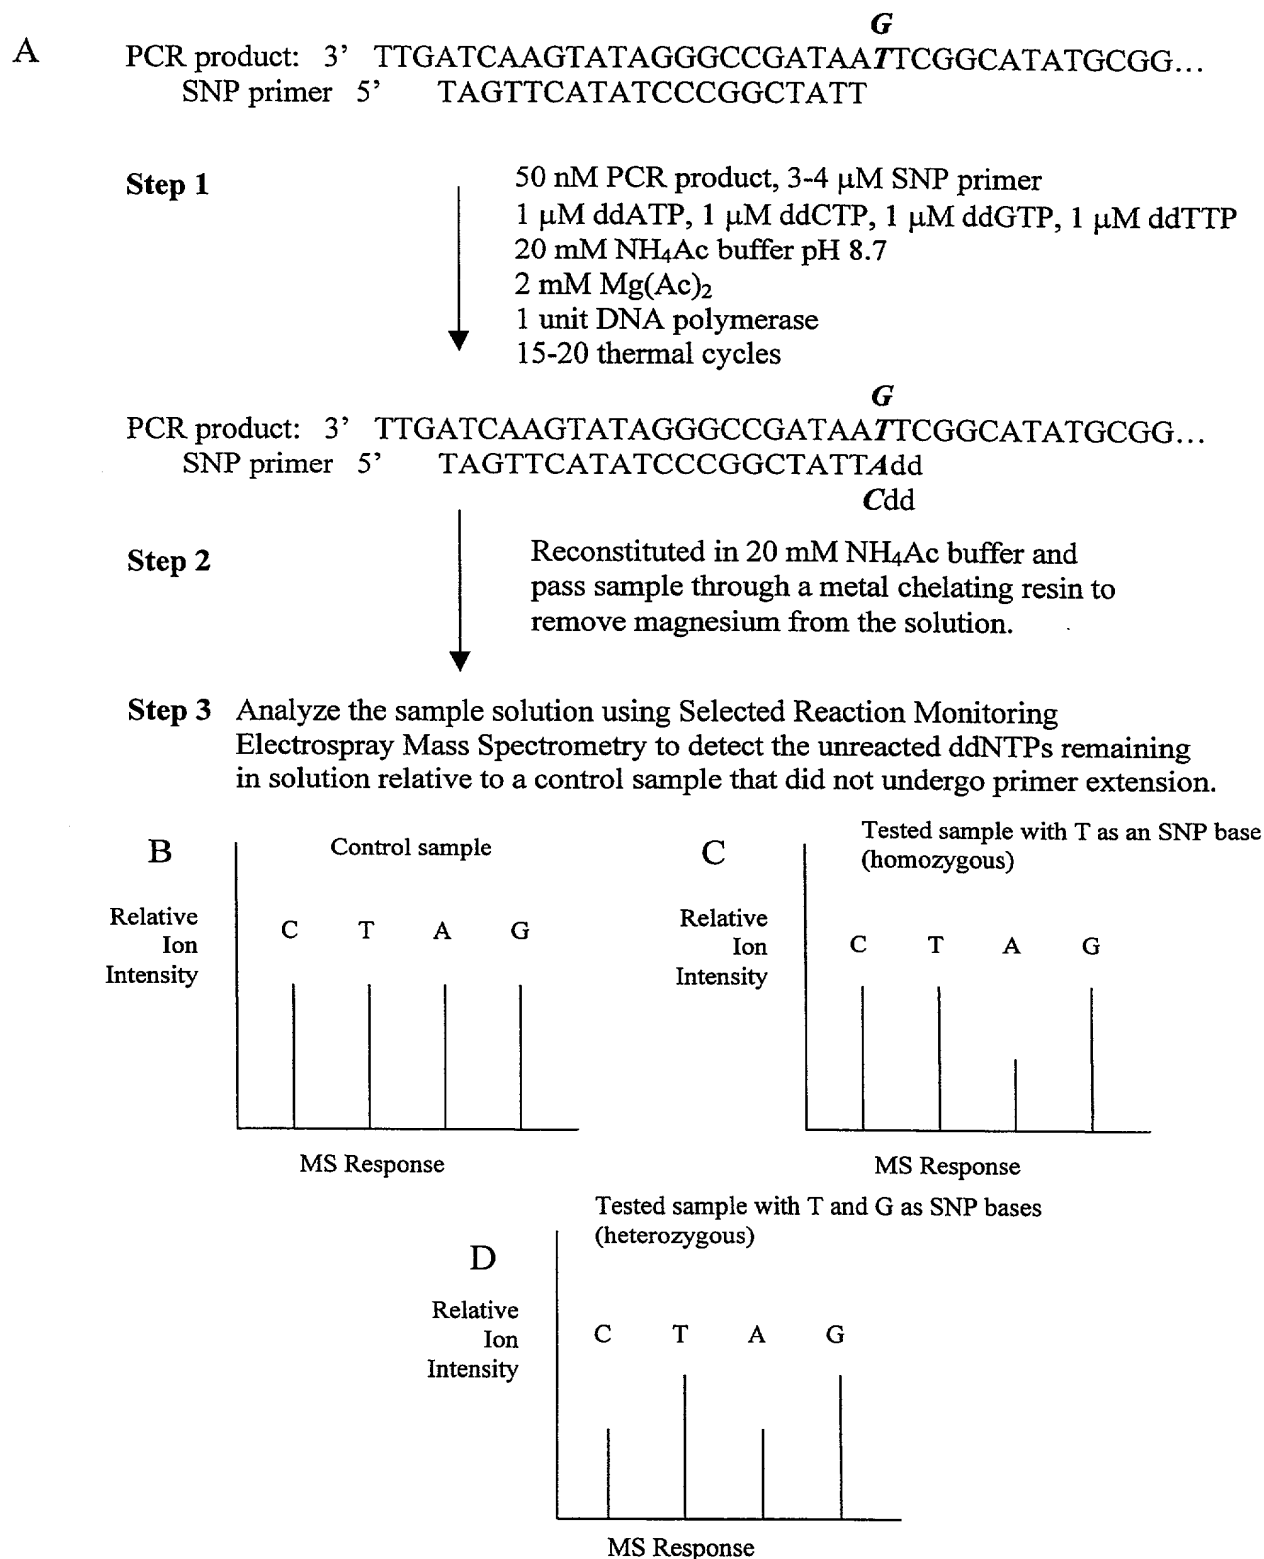 A
G
PCR product: 3’ TTGATCAAGTATAGGGCCGATAATTCGGCATATGCGG...
SNP primer 5’ TAGTTCATATCCCGGCTATT
Step 1
50 nM PCR product, 3-4 μM SNP primer
1 μM ddATP, 1 μM ddCTP, 1 μM ddGTP, 1 μM ddTTP
20 mM NH₄Ac buffer pH 8.7
2 mM Mg(Ac)₂
1 unit DNA polymerase
15-20 thermal cycles
G
PCR product: 3’ TTGATCAAGTATAGGGCCGATAATTCGGCATATGCGG...
SNP primer 5’ TAGTTCATATCCCGGCTATTAdd
Cdd
Step 2
Reconstituted in 20 mM NH₄Ac buffer and
pass sample through a metal chelating resin to
remove magnesium from the solution.
Step 3 Analyze the sample solution using Selected Reaction Monitoring
Electrospray Mass Spectrometry to detect the unreacted ddNTPs remaining
in solution relative to a control sample that did not undergo primer extension.
B
Control sample
Relative
Ion
Intensity
C T A G
MS Response
C
Tested sample with T as an SNP base
(homozygous)
Relative
Ion
Intensity
C T A G
MS Response
D
Tested sample with T and G as SNP bases
(heterozygous)
Relative
Ion
Intensity
C T A G
MS Response